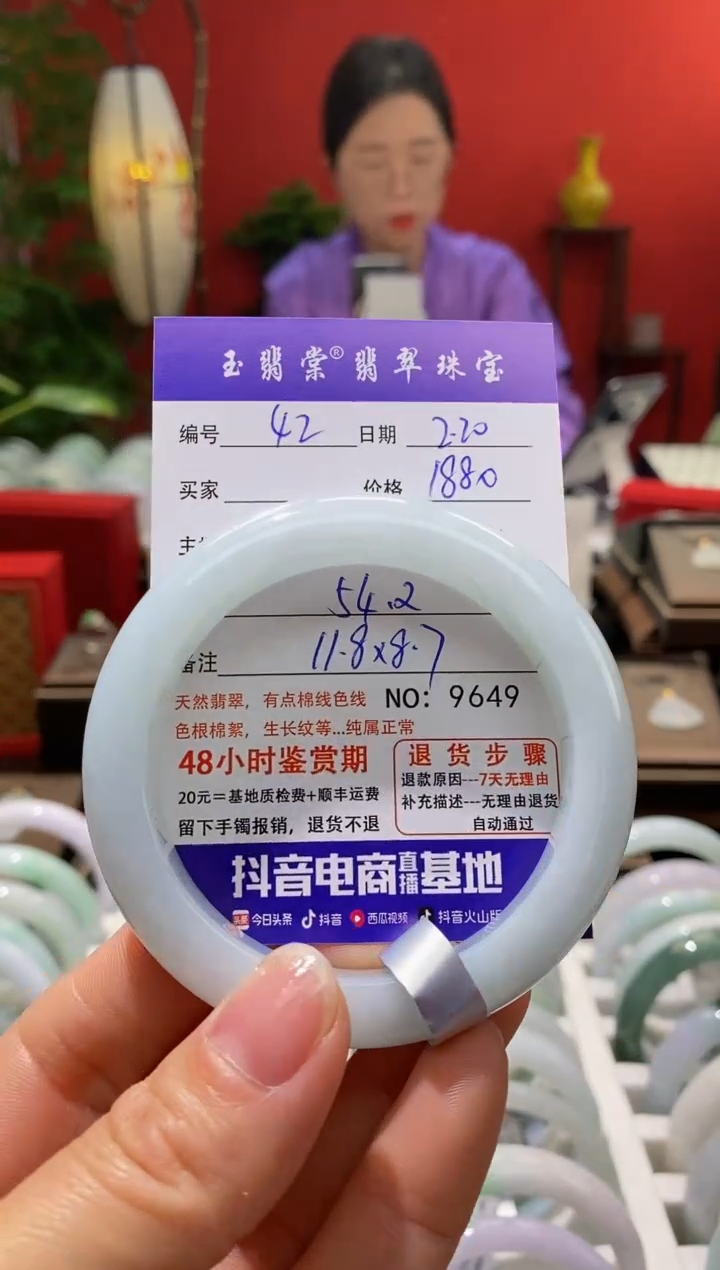 玉翡棠®翡翠珠宝
编号 42 日期 2.20
买家 价格 1880
主
54.2
备注 11.8x8.7
天然翡翠，有点棉线色线 NO: 9649
色根棉絮，生长纹等...纯属正常
48小时鉴赏期 退货步骤
20元＝基地质检费+顺丰运费 退款原因---7天无理由
留下手镯报销，退货不退 补充描述---无理由退货
自动通过
抖音电商直播基地
头条 今日头条 抖音 西瓜视频 抖音火山版